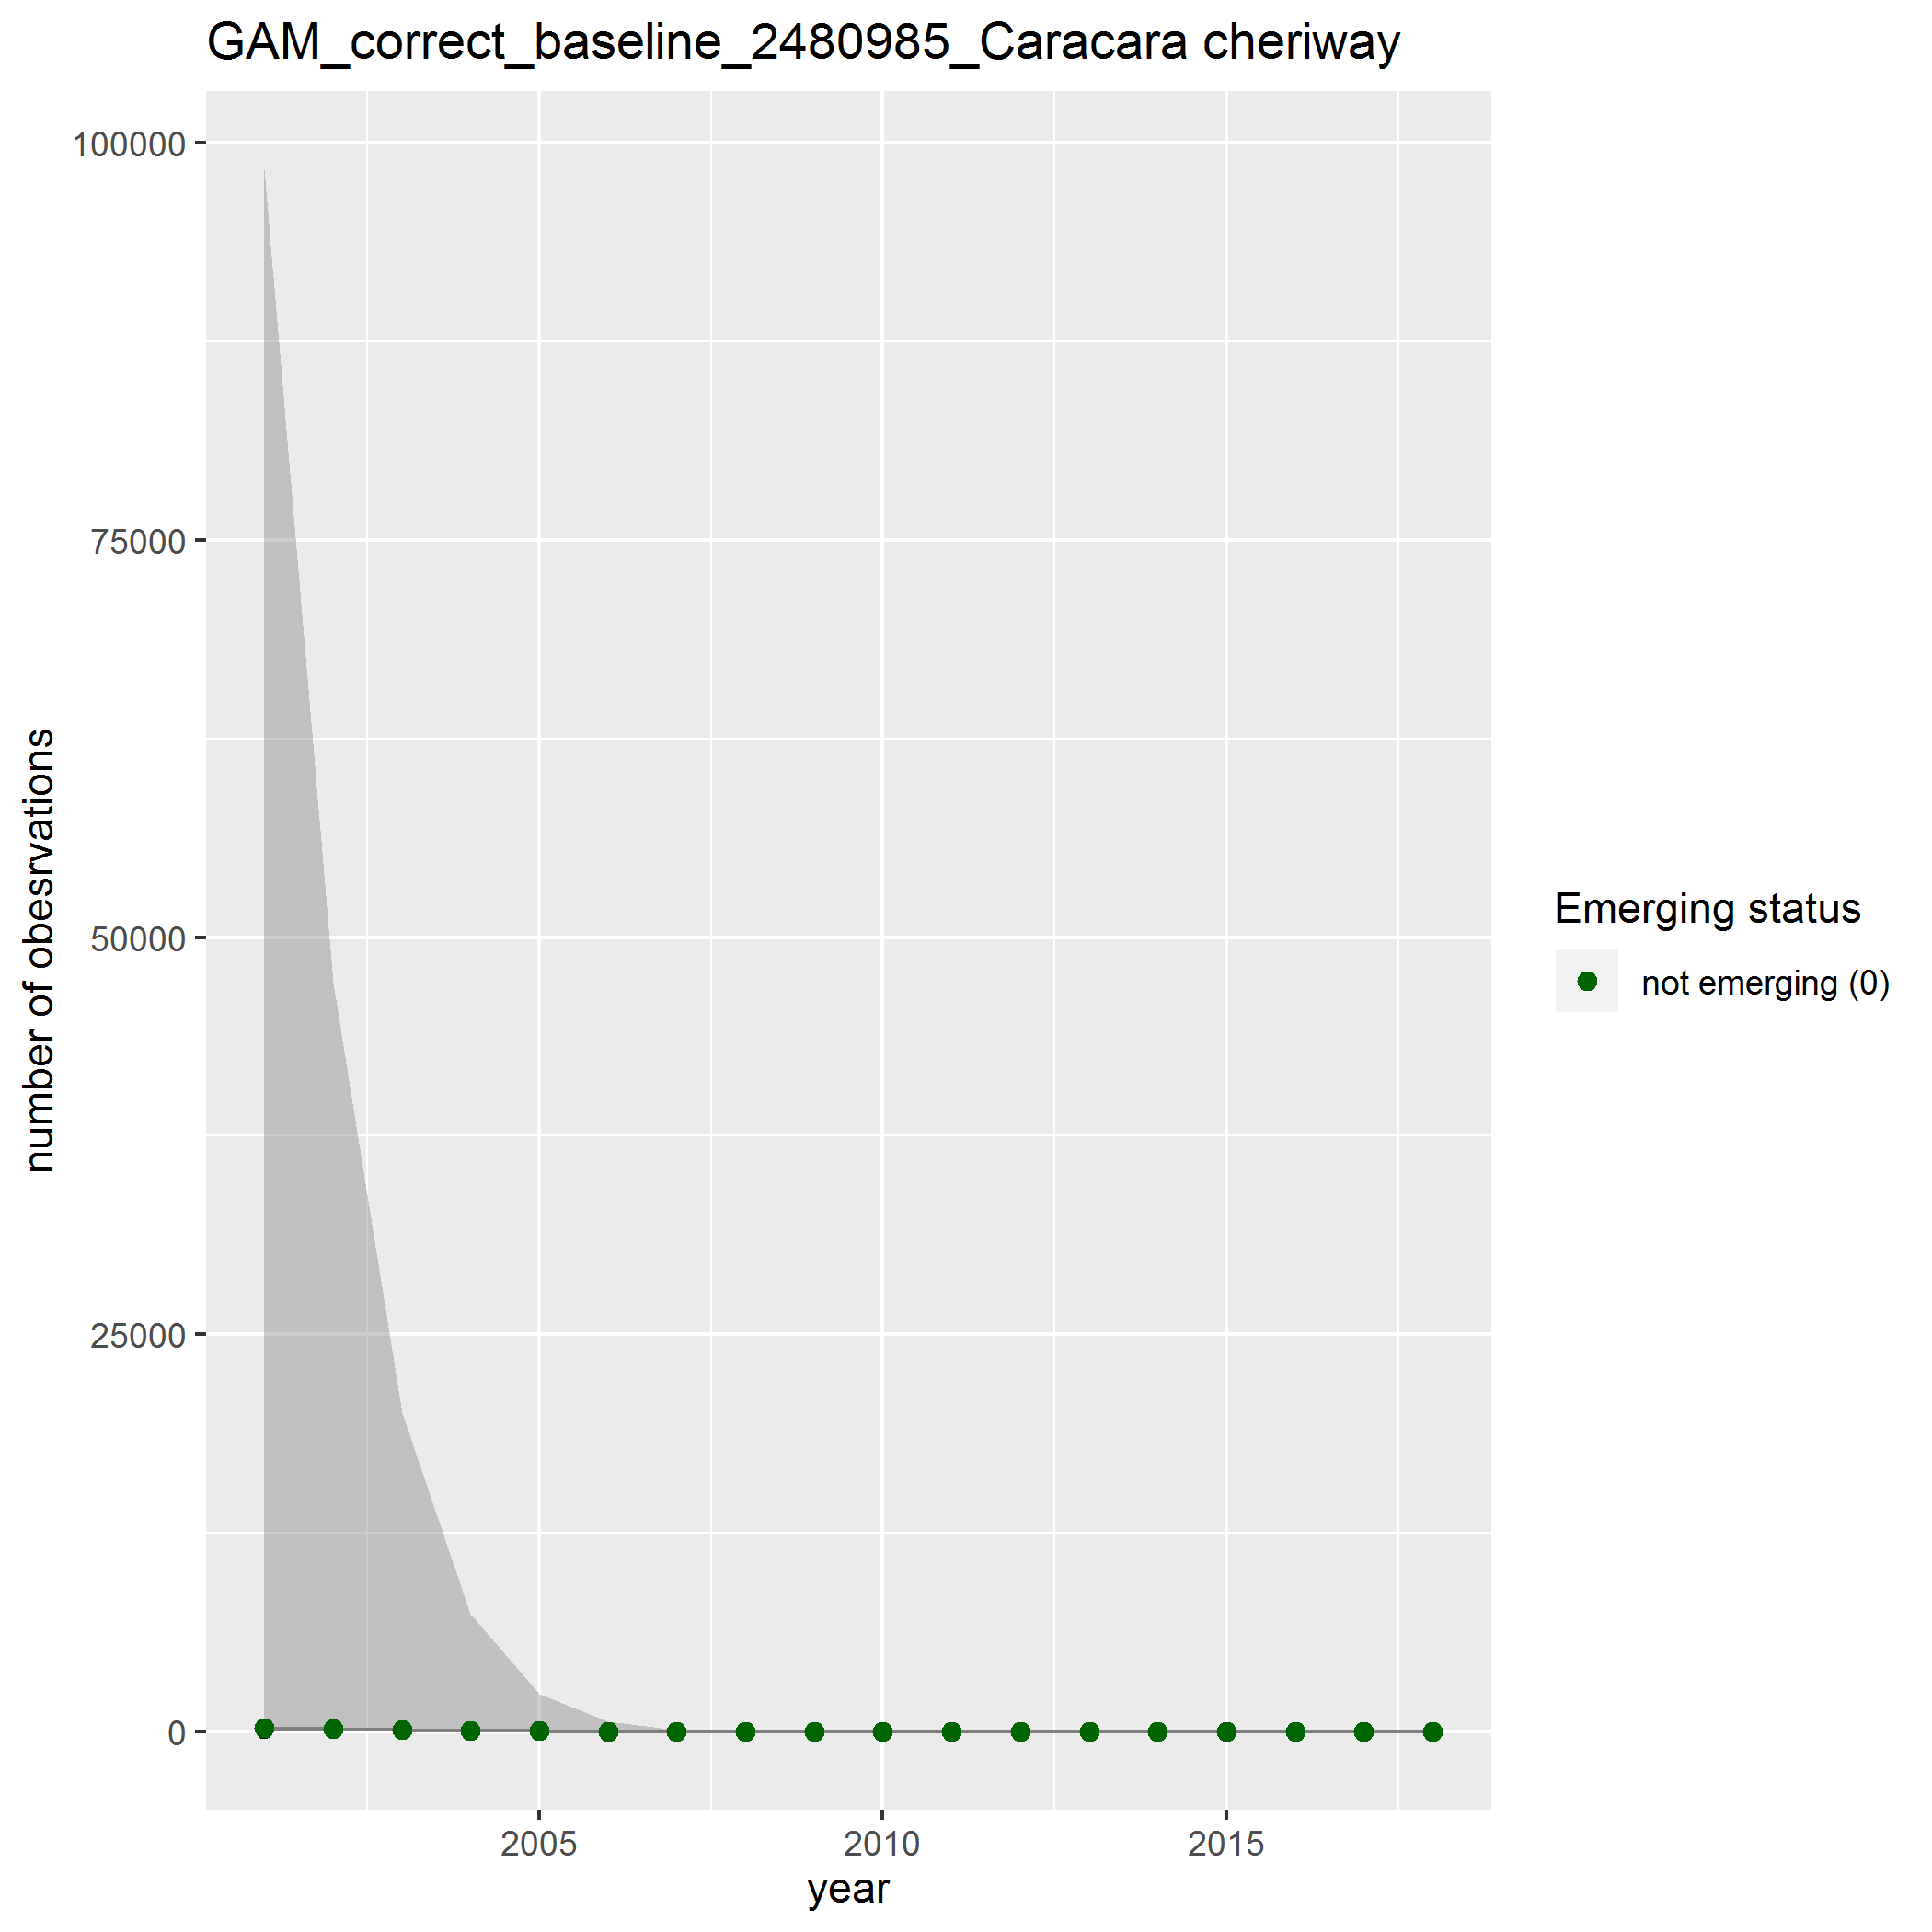 GAM_correct_baseline_2480985_Caracara cheriway
100000
75000
50000
25000
0
number of obesrvations
2005
2010
2015
year
Emerging status
not emerging (0)